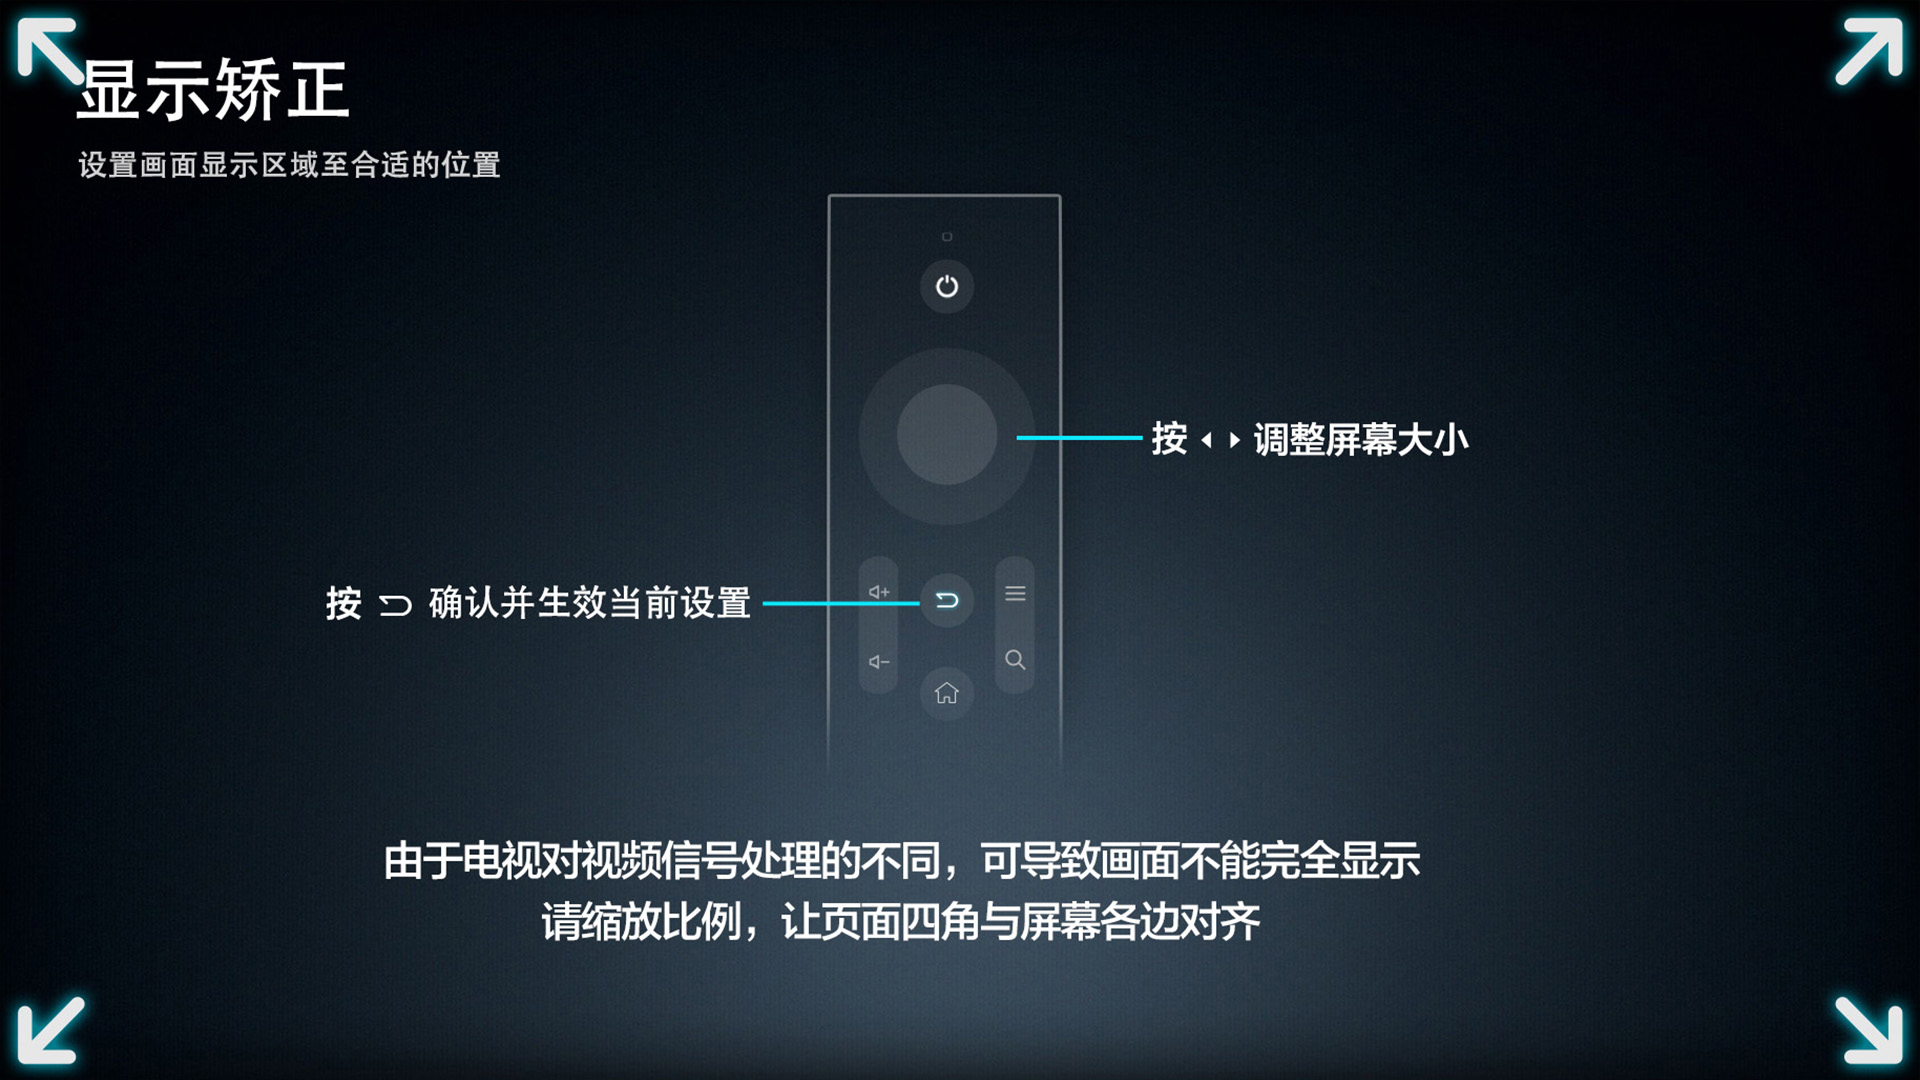 显示矫正
设置画面显示区域至合适的位置
按 调整屏幕大小
按 确认并生效当前设置
由于电视对视频信号处理的不同，可导致画面不能完全显示
请缩放比例，让页面四角与屏幕各边对齐